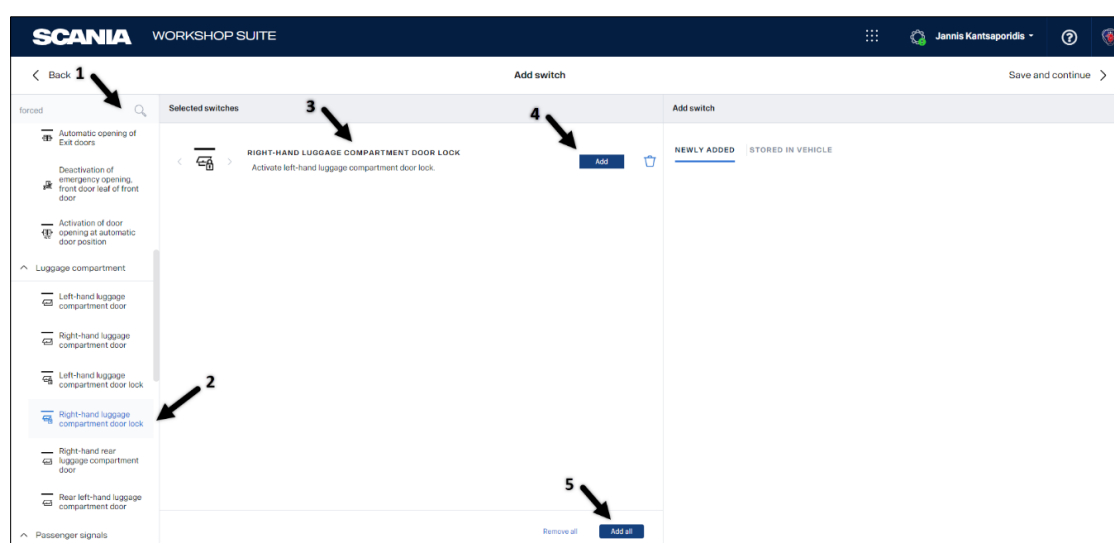 SCANIA WORKSHOP SUITE
Jannis Kantsaporidis
Back 1
Add switch
Save and continue
forced
Selected switches
3
4
Add switch
Automatic opening of
Exit doors
Deactivation of
emergency opening,
front door leaf of front
door
Activation of door
opening at automatic
door position
Luggage compartment
Left-hand luggage
compartment door
Right-hand luggage
compartment door
Left-hand luggage
compartment door lock
2
Right-hand luggage
compartment door lock
Right-hand rear
luggage compartment
door
Rear left-hand luggage
compartment door
Passenger signals
RIGHT-HAND LUGGAGE COMPARTMENT DOOR LOCK
Activate left-hand luggage compartment door lock.
Add
5
Remove all
Add all
NEWLY ADDED
STORED IN VEHICLE